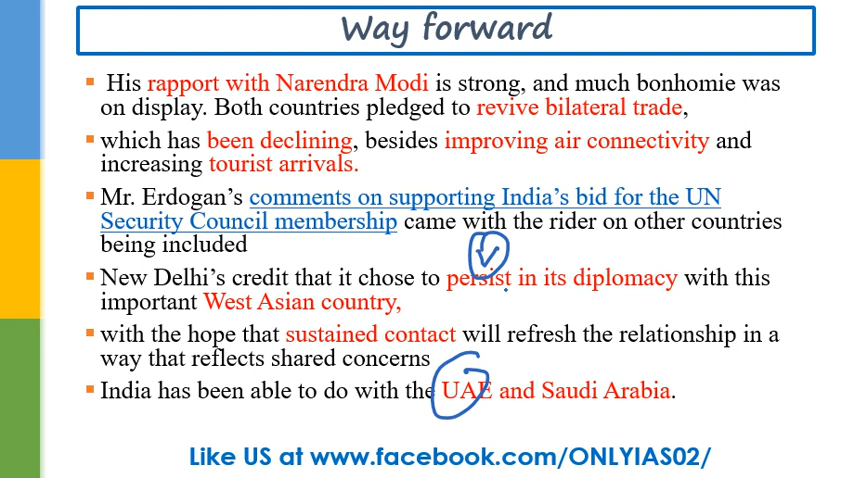 Way forward
His rapport with Narendra Modi is strong, and much bonhomie was
on display. Both countries pledged to revive bilateral trade,
which has been declining, besides improving air connectivity and
increasing tourist arrivals.
Mr. Erdogan’s comments on supporting India’s bid for the UN
Security Council membership came with the rider on other countries
being included
New Delhi’s credit that it chose to persist in its diplomacy with this
important West Asian country,
with the hope that sustained contact will refresh the relationship in a
way that reflects shared concerns
India has been able to do with the UAE and Saudi Arabia.
Like US at www.facebook.com/ONLYIAS02/